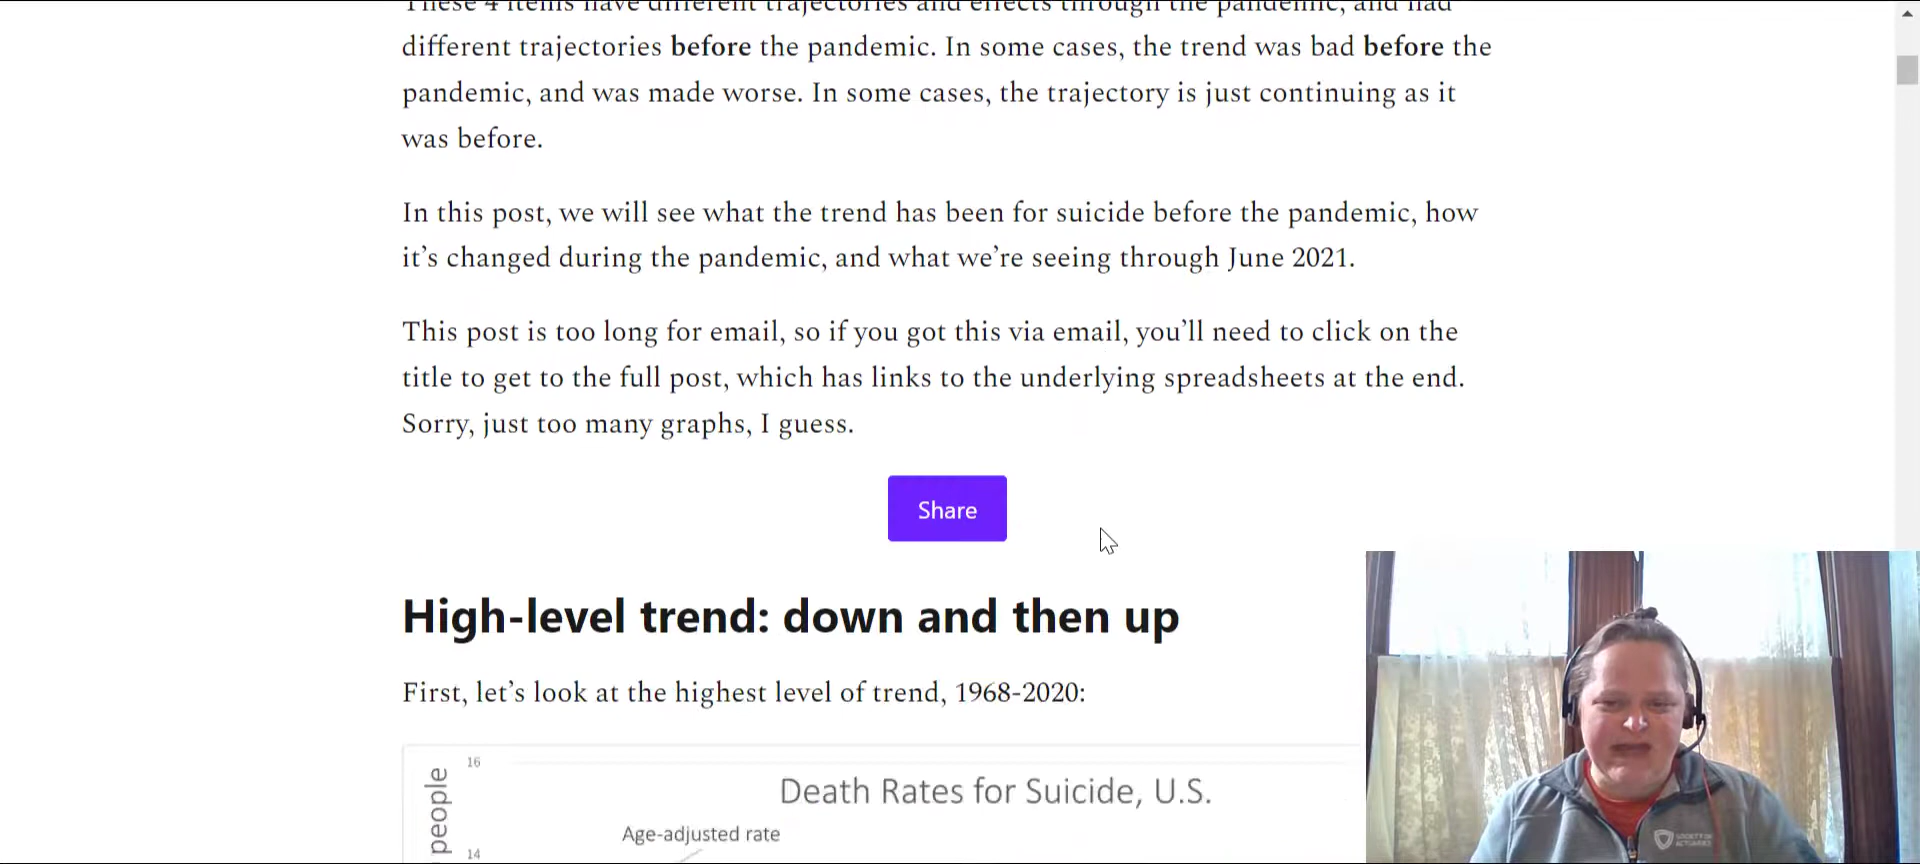 These 4 items have different trajectories and effects through the pandemic, and had
different trajectories before the pandemic. In some cases, the trend was bad before the
pandemic, and was made worse. In some cases, the trajectory is just continuing as it
was before.
In this post, we will see what the trend has been for suicide before the pandemic, how
it’s changed during the pandemic, and what we’re seeing through June 2021.
This post is too long for email, so if you got this via email, you’ll need to click on the
title to get to the full post, which has links to the underlying spreadsheets at the end.
Sorry, just too many graphs, I guess.
Share
High-level trend: down and then up
First, let’s look at the highest level of trend, 1968-2020:
16
Death Rates for Suicide, U.S.
people
Age-adjusted rate
14
SOCIETY OF
ACTUARIES